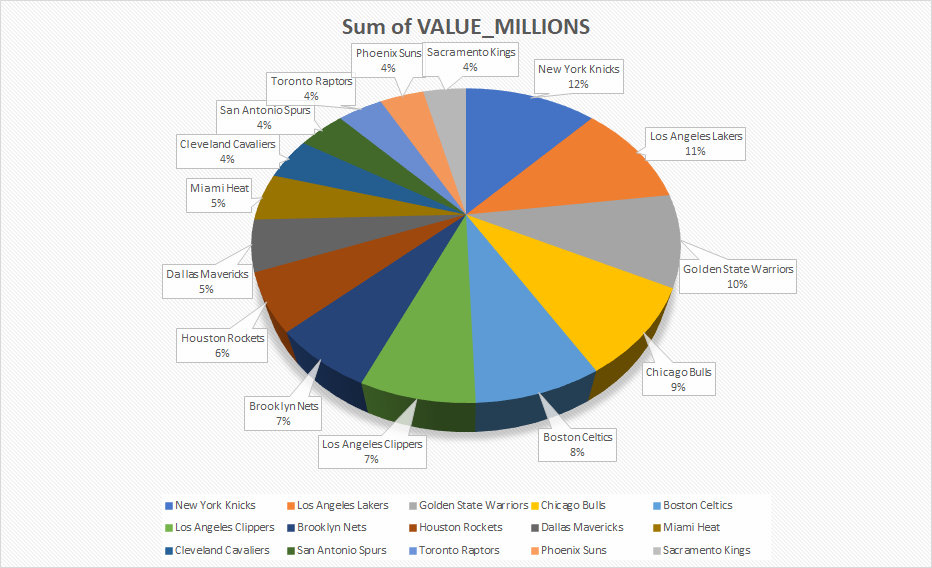 Sum of VALUE_MILLIONS
New York Knicks
12%
Los Angeles Lakers
11%
Golden State Warriors
10%
Chicago Bulls
9%
Boston Celtics
8%
Los Angeles Clippers
7%
Brooklyn Nets
7%
Houston Rockets
6%
Dallas Mavericks
5%
Miami Heat
5%
Cleveland Cavaliers
4%
San Antonio Spurs
4%
Toronto Raptors
4%
Phoenix Suns
4%
Sacramento Kings
4%
New York Knicks Los Angeles Lakers Golden State Warriors Chicago Bulls Boston Celtics
Los Angeles Clippers Brooklyn Nets Houston Rockets Dallas Mavericks Miami Heat
Cleveland Cavaliers San Antonio Spurs Toronto Raptors Phoenix Suns Sacramento Kings